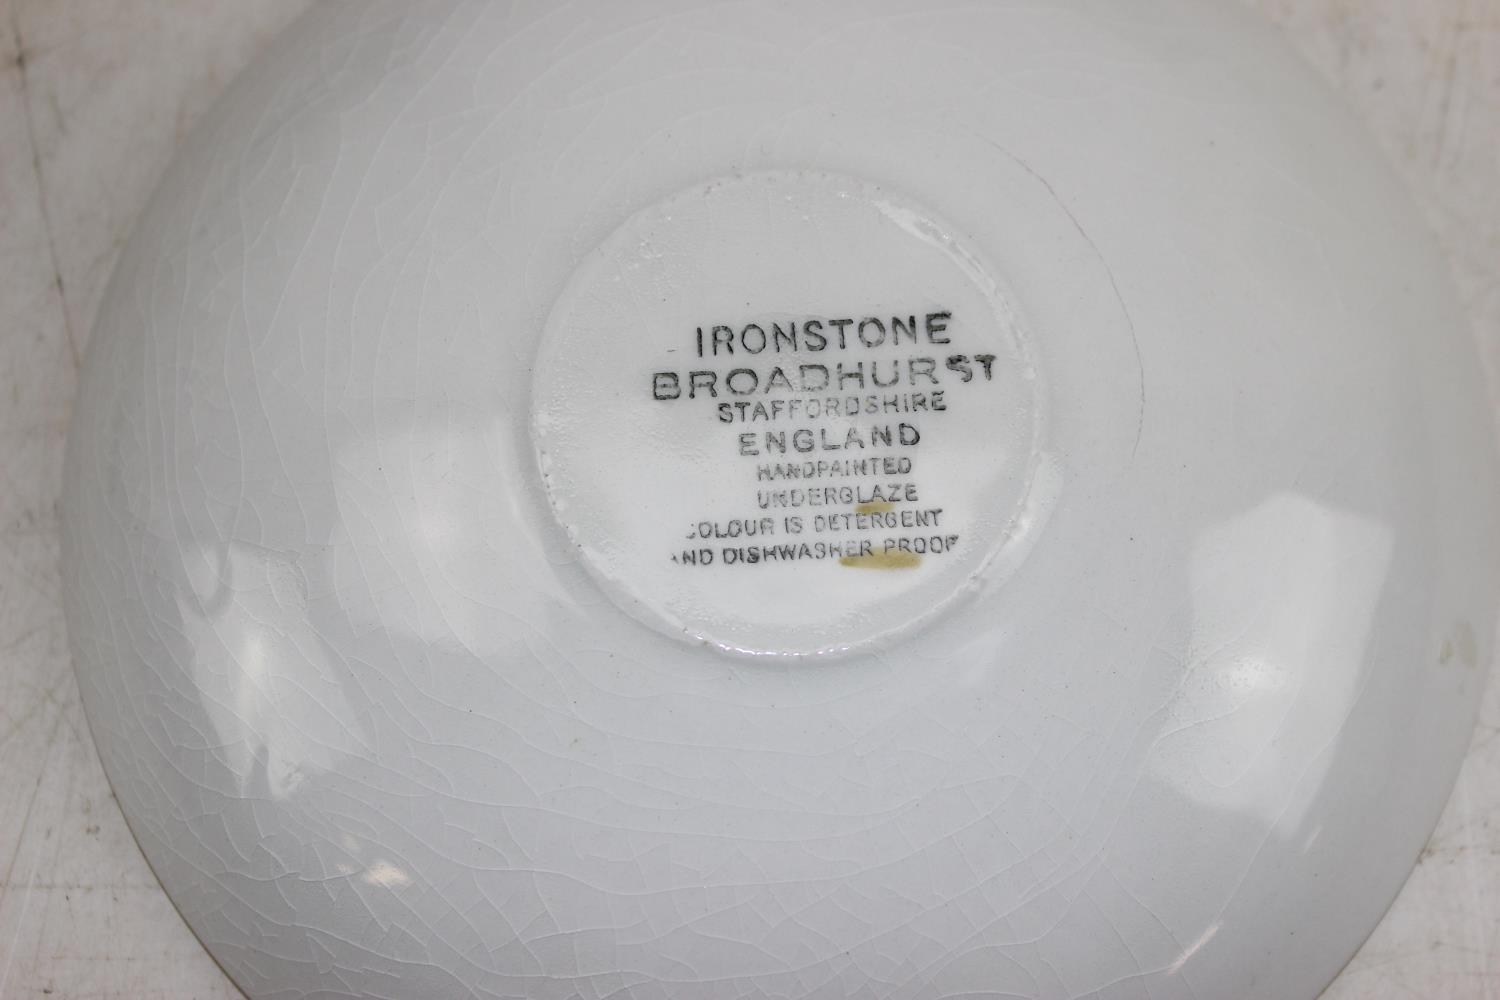 IRONSTONE
BROADHURST
STAFFORDSHIRE
ENGLAND
HANDPAINTED
UNDERGLAZE
COLOUR IS DETERGENT
AND DISHWASHER PROOF